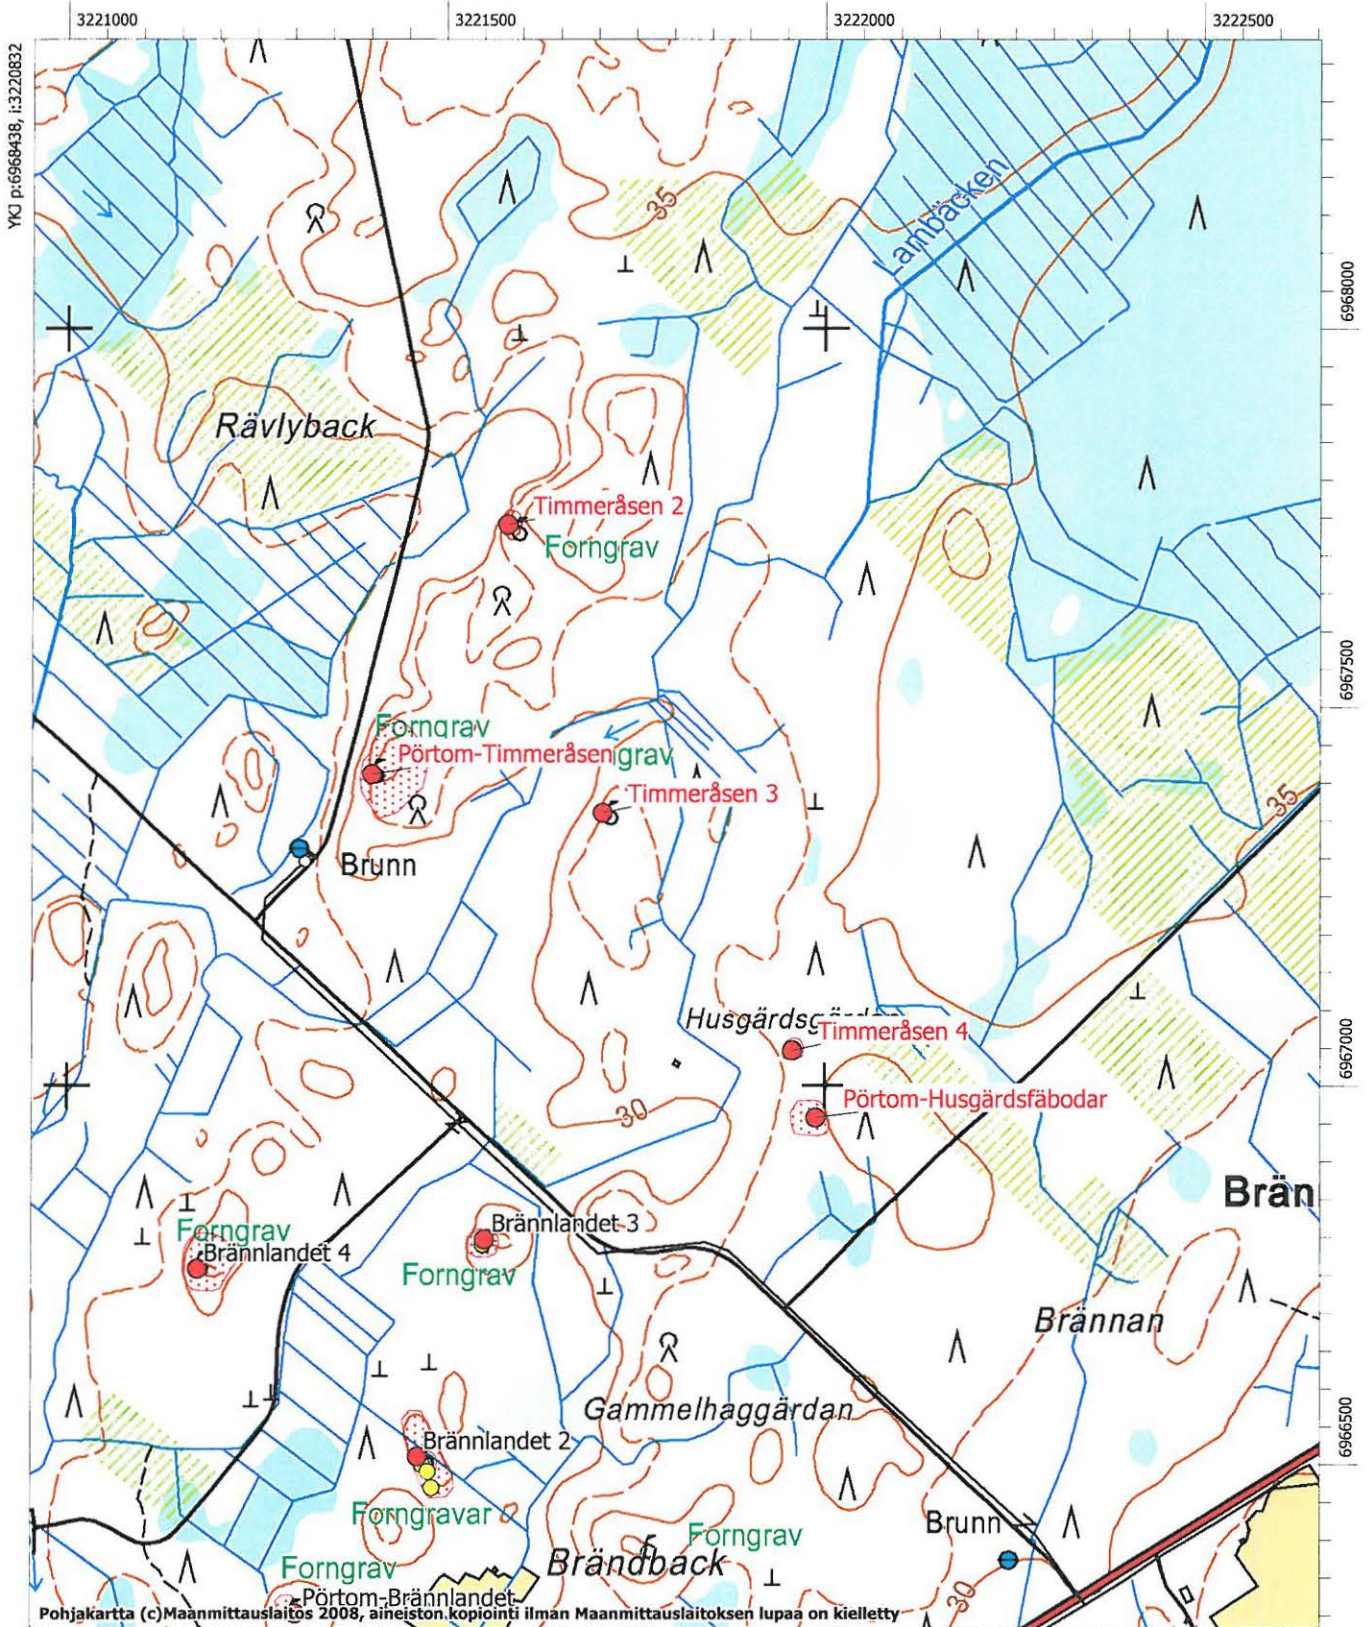 3221000
3221500
3222000
3222500
YKJ p:6968438, i:3220832
35
Lambäcken
6968000
Rävlyback
Timmeråsen 2
Forngrav
6967500
Forngrav
Pörtom-Timmeråsen
grav
Timmeråsen 3
35
Brunn
Husgärdsgärdan
Timmeråsen 4
6967000
Pörtom-Husgärdsfäbodar
30
Brän
Brännlandet 3
Forngrav
Brännlandet 4
Forngrav
Brännan
Gammelhaggärdan
Brännlandet 2
6966500
Forngravar
Brunn
Forngrav
Brändback
Forngrav
Pörtom-Brännlandet
30
Pohjakartta (c)Maanmittauslaitos 2008, aineiston kopiointi ilman Maanmittauslaitoksen lupaa on kielletty